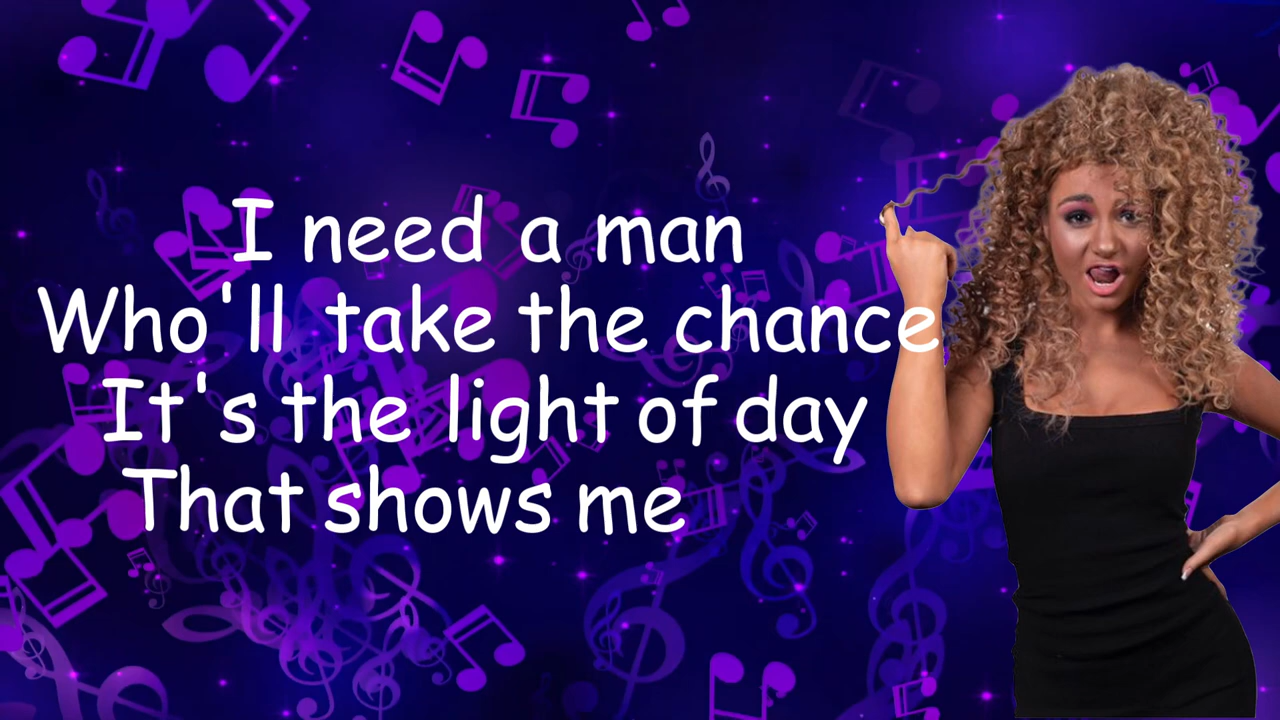 I need a man
Who'll take the chance
It's the light of day
That shows me